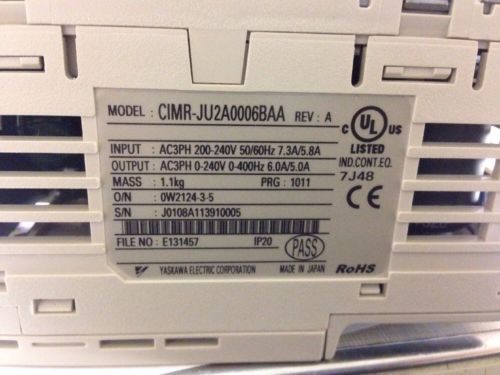 MODEL : CIMR-JU2A0006BAA REV : A
INPUT : AC3PH 200-240V 50/60Hz 7.3A/5.8A
OUTPUT : AC3PH 0-240V 0-400Hz 6.0A/5.0A
MASS : 1.1kg PRG : 1011
O/N : 0W2124-3-5
S/N : J0108A113910005
FILE NO : E131457 IP20 PASS
YASKAWA ELECTRIC CORPORATION MADE IN JAPAN RoHS
C UL US
LISTED
IND.CONT.EQ.
7J48
CE